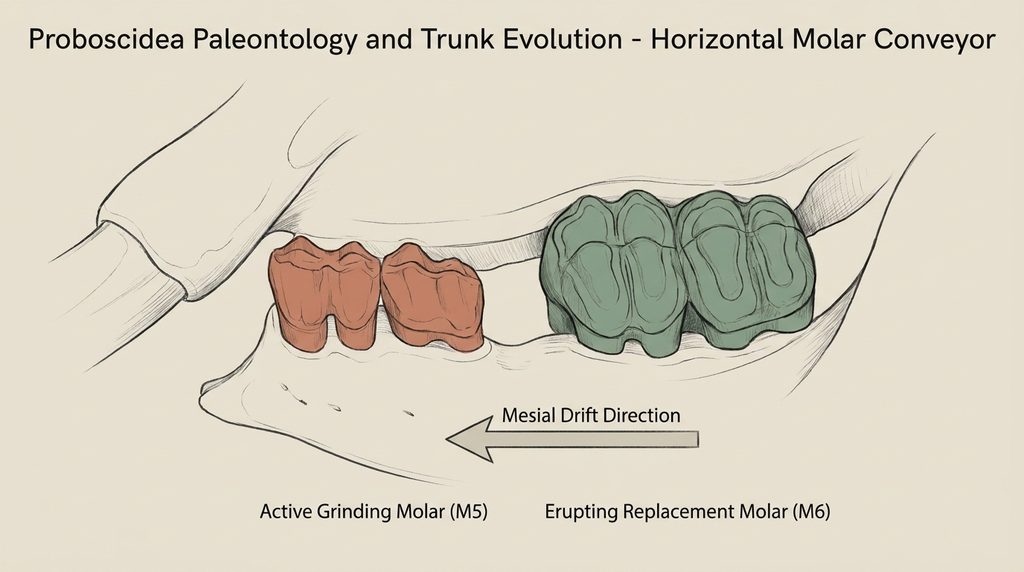 Proboscidea Paleontology and Trunk Evolution - Horizontal Molar Conveyor
Mesial Drift Direction
Active Grinding Molar (M5)
Erupting Replacement Molar (M6)